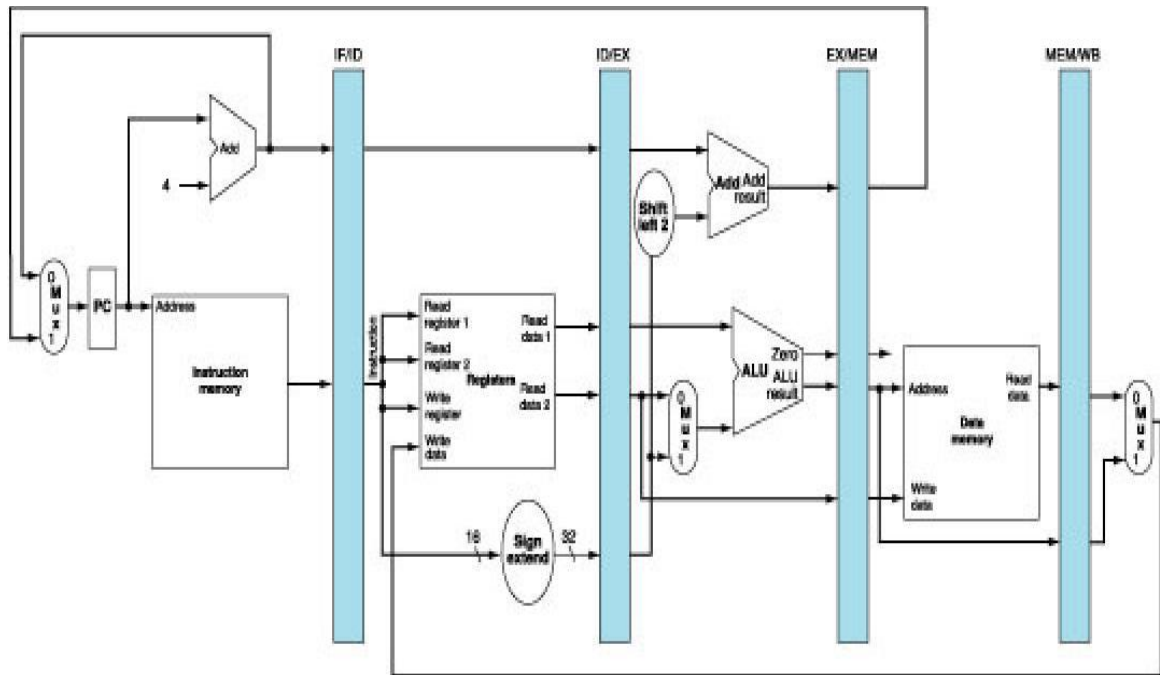 IF/ID
ID/EX
EX/MEM
MEM/WB
Add
4
Add
Add
result
Shift
left 2
0
M
u
x
1
PC
Address
Instruction
memory
Instruction
Read
register 1
Read
register 2
Write
register
Write
data
Registers
Read
data 1
Read
data 2
0
M
u
x
1
Zero
ALU
ALU
result
Address
Read
data
Data
memory
Write
data
0
M
u
x
1
16
Sign
extend
32